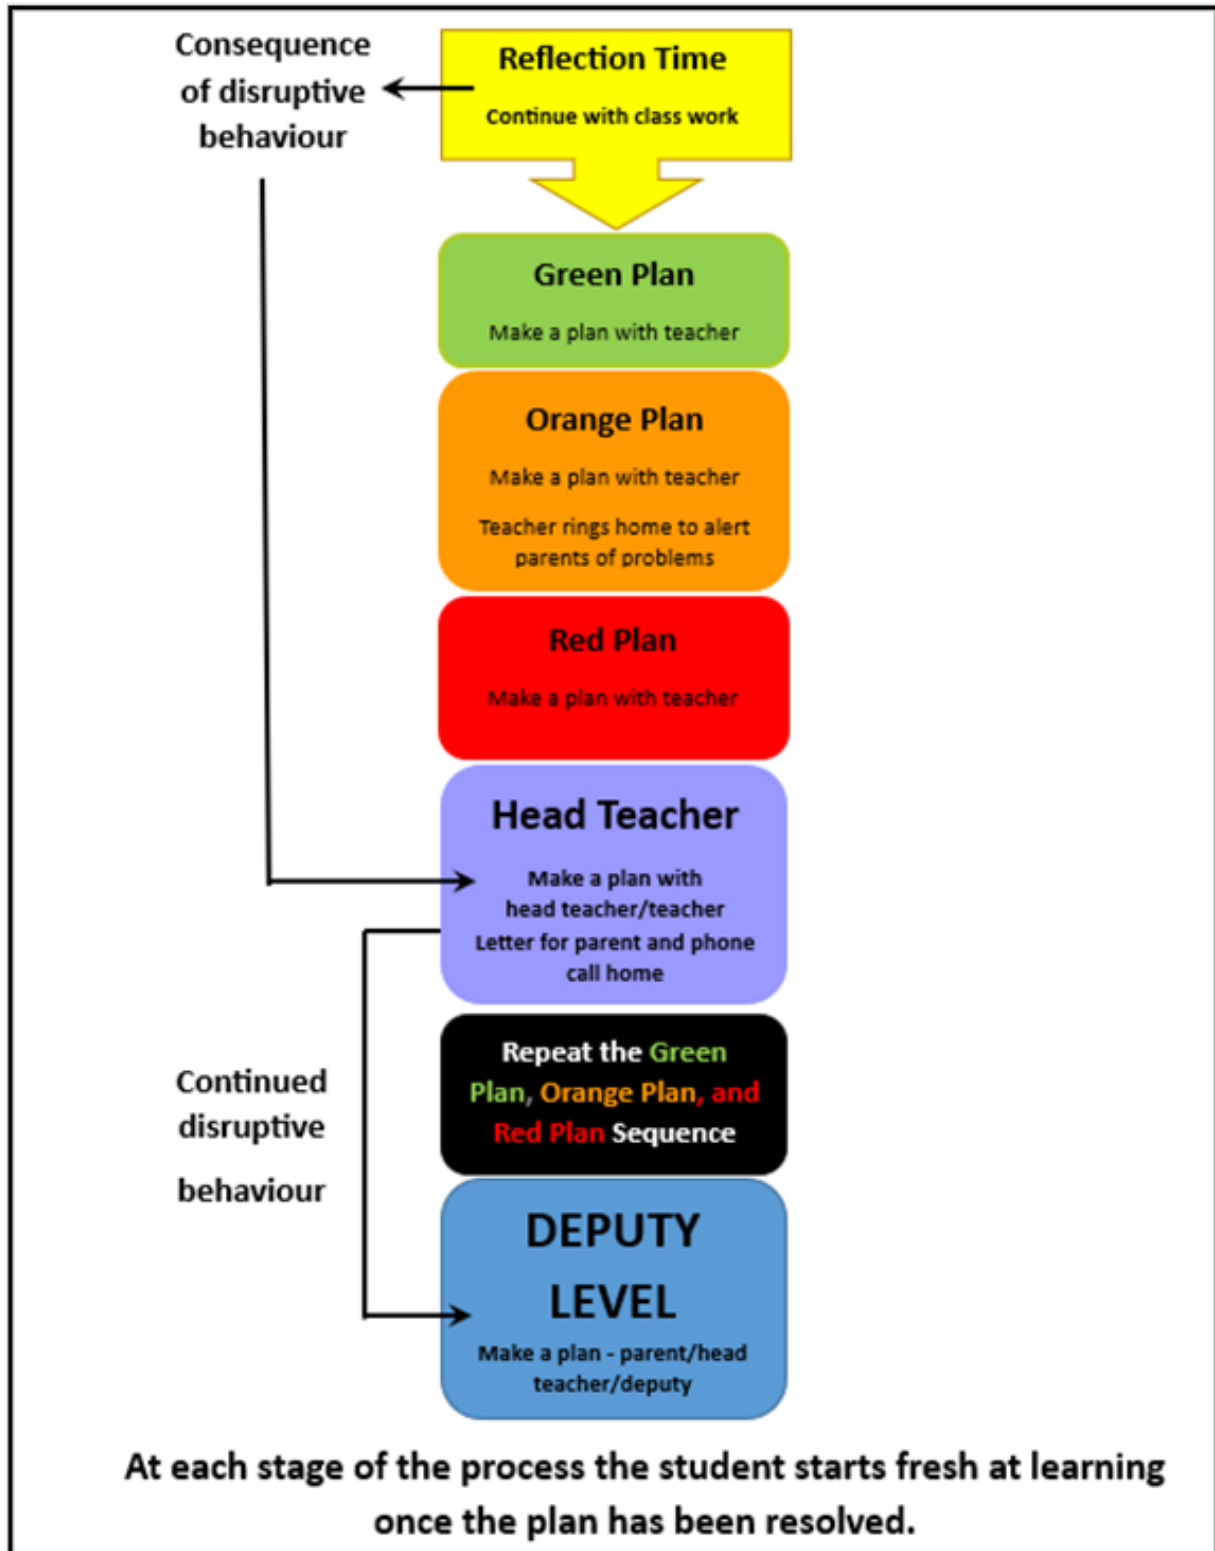 Consequence
of disruptive
behaviour
Reflection Time
Continue with class work
Green Plan
Make a plan with teacher
Orange Plan
Make a plan with teacher
Teacher rings home to alert
parents of problems
Red Plan
Make a plan with teacher
Head Teacher
Make a plan with
head teacher/teacher
Letter for parent and phone
call home
Continued
disruptive
behaviour
Repeat the Green
Plan, Orange Plan, and
Red Plan Sequence
DEPUTY
LEVEL
Make a plan - parent/head
teacher/deputy
At each stage of the process the student starts fresh at learning
once the plan has been resolved.